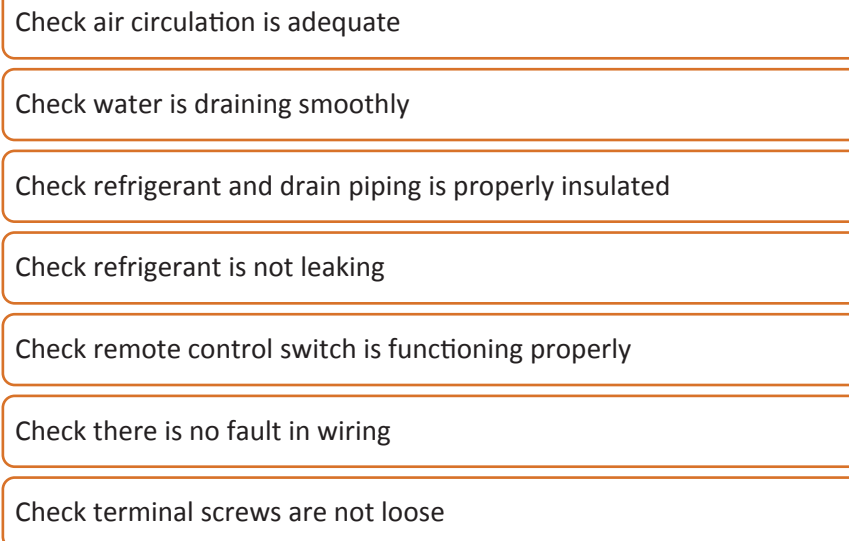 Check air circulation is adequate
Check water is draining smoothly
Check refrigerant and drain piping is properly insulated
Check refrigerant is not leaking
Check remote control switch is functioning properly
Check there is no fault in wiring
Check terminal screws are not loose